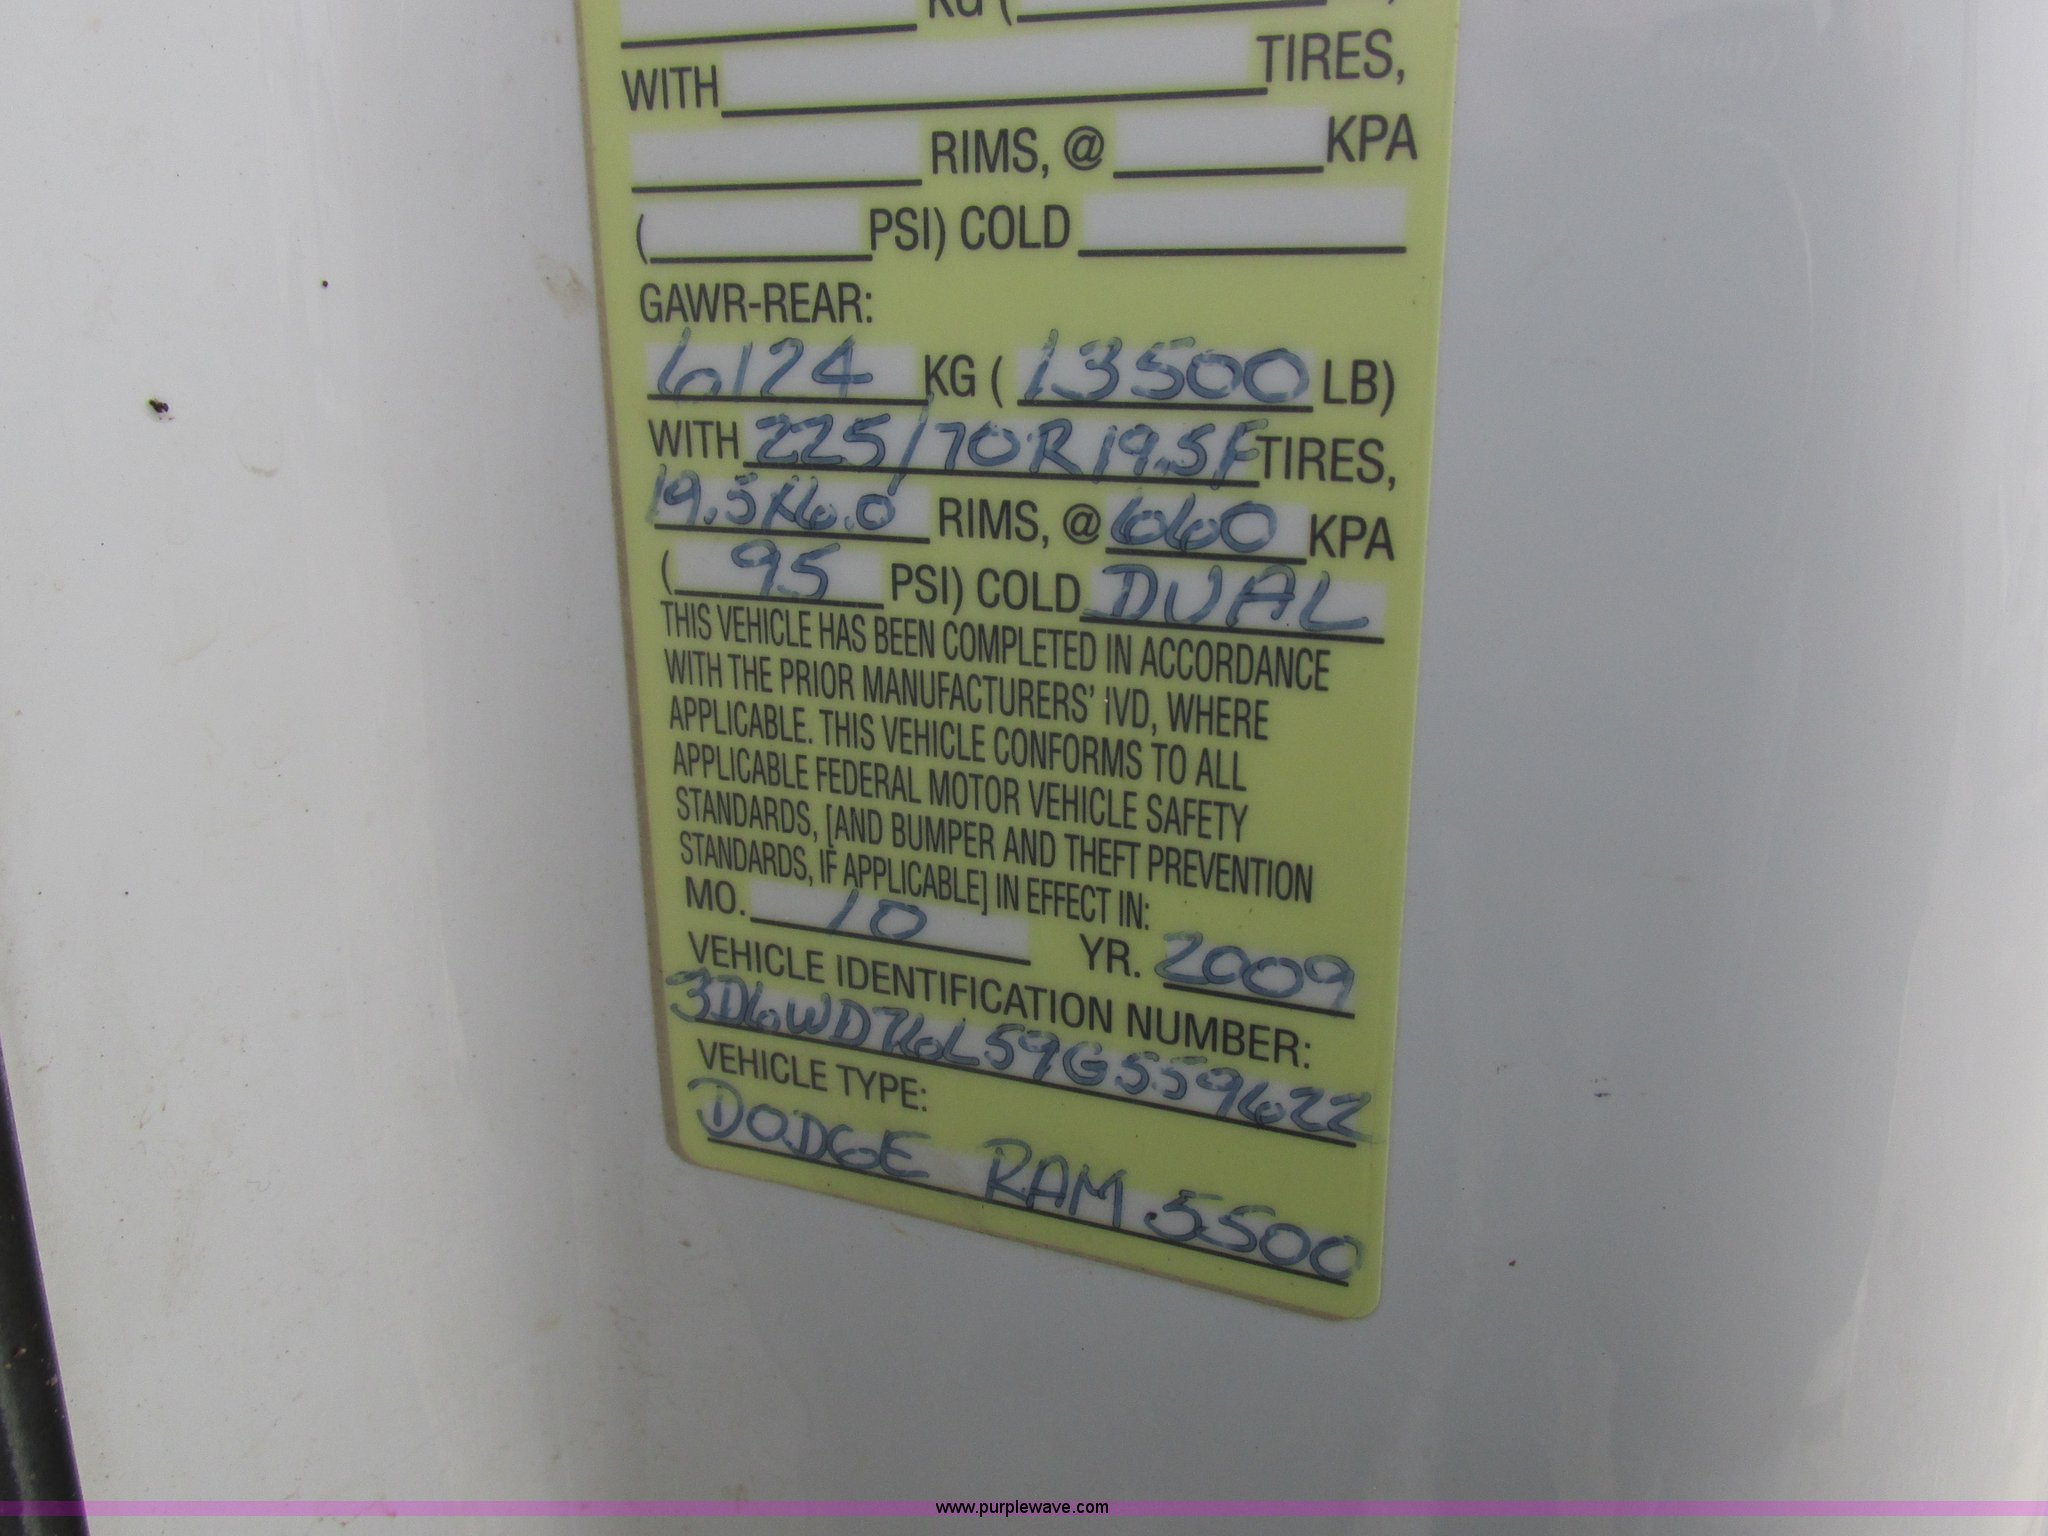 KG (
WITH TIRES,
RIMS, @ KPA
( PSI) COLD
GAWR-REAR:
6124 KG ( 13500 LB)
WITH 225/70R19.5F TIRES,
19.5X6.0 RIMS, @ 660 KPA
( 95 PSI) COLD DUAL
THIS VEHICLE HAS BEEN COMPLETED IN ACCORDANCE
WITH THE PRIOR MANUFACTURERS' IVD, WHERE
APPLICABLE. THIS VEHICLE CONFORMS TO ALL
APPLICABLE FEDERAL MOTOR VEHICLE SAFETY
STANDARDS, [AND BUMPER AND THEFT PREVENTION
STANDARDS, IF APPLICABLE] IN EFFECT IN:
MO. 10 YR. 2009
VEHICLE IDENTIFICATION NUMBER:
3D6WD76L59G559622
VEHICLE TYPE:
DODGE RAM 5500
www.purplewave.com